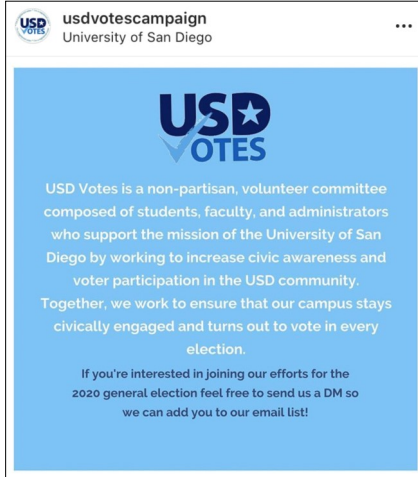 USD
VOTES
usdvotescampaign
University of San Diego
USD
VOTES
USD Votes is a non-partisan, volunteer committee
composed of students, faculty, and administrators
who support the mission of the University of San
Diego by working to increase civic awareness and
voter participation in the USD community.
Together, we work to ensure that our campus stays
civically engaged and turns out to vote in every
election.
If you're interested in joining our efforts for the
2020 general election feel free to send us a DM so
we can add you to our email list!